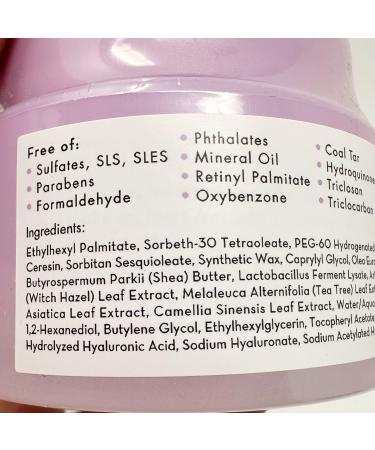 Free of:
• Sulfates, SLS, SLES
• Parabens
• Formaldehyde
• Phthalates
• Mineral Oil
• Retinyl Palmitate
• Oxybenzone
• Coal Tar
• Hydroquinone
• Triclosan
• Triclocarbon
Ingredients:
Ethylhexyl Palmitate, Sorbeth-30 Tetraoleate, PEG-60 Hydrogenated
Ceresin, Sorbitan Sesquioleate, Synthetic Wax, Caprylyl Glycol, Olea
Butyrospermum Parkii (Shea) Butter, Lactobacillus Ferment Lysate,
(Witch Hazel) Leaf Extract, Melaleuca Alternifolia (Tea Tree) Leaf
Asiatica Leaf Extract, Camellia Sinensis Leaf Extract, Water/Aqua
1,2-Hexanediol, Butylene Glycol, Ethylhexylglycerin, Tocopheryl Acetate
Hydrolyzed Hyaluronic Acid, Sodium Hyaluronate, Sodium Acetylated